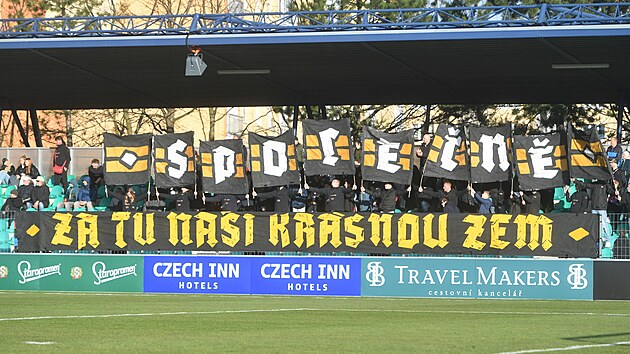 SPOLEČNĚ
ZA TU NAŠI KRÁSNOU ZEM
Staropramen
Staropramen
CZECH INN
HOTELS
CZECH INN
HOTELS
TRAVEL MAKERS
cestovní kancelář